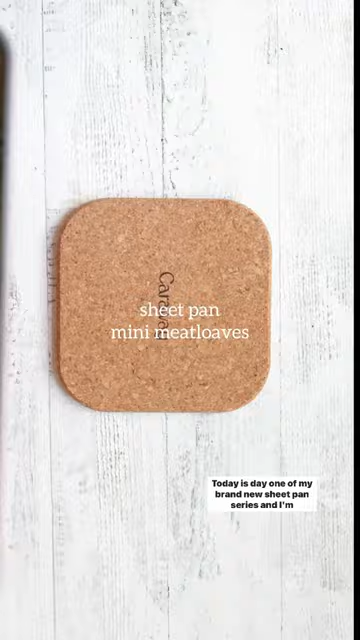 Caraway
sheet pan
mini meatloaves
Today is day one of my
brand new sheet pan
series and I'm